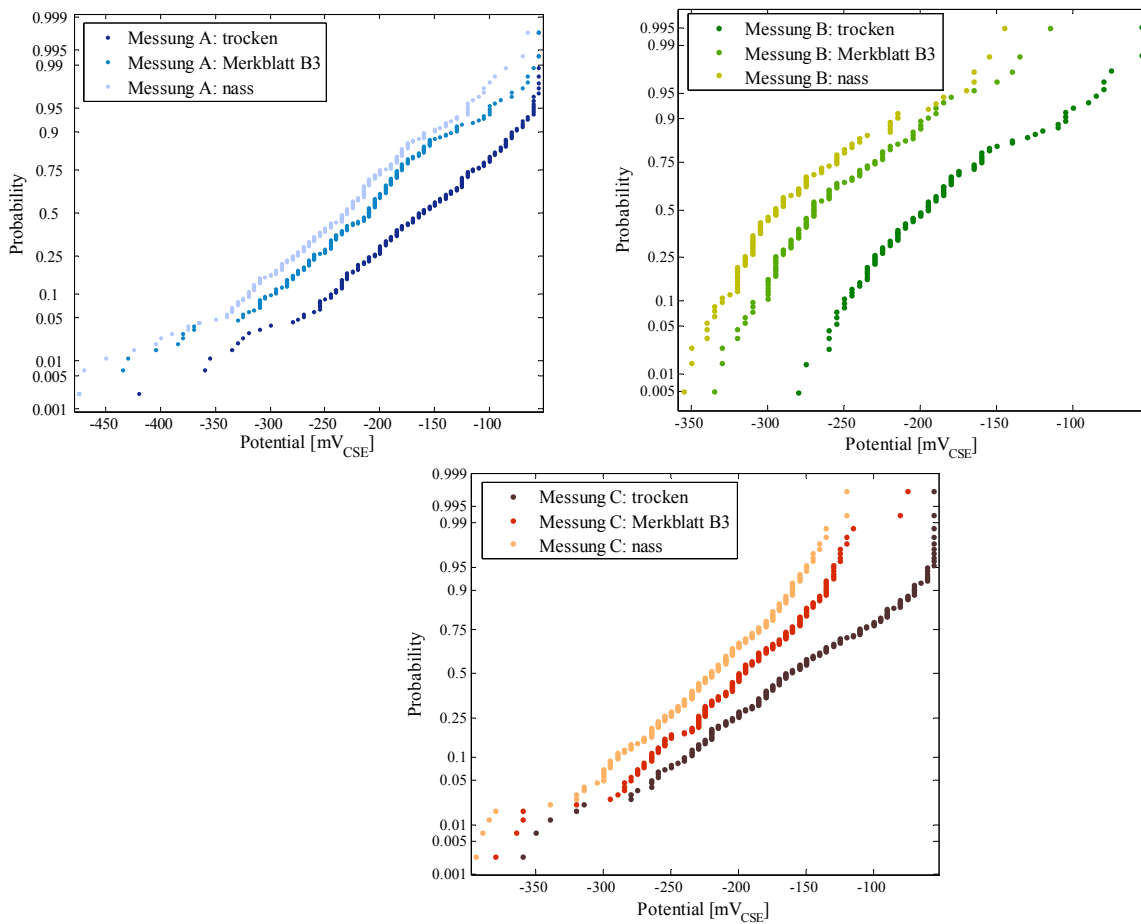 0.999
0.995
0.99
0.95
0.9
0.75
0.5
0.25
0.1
0.05
0.01
0.005
0.001
Probability
Messung A: trocken
Messung A: Merkblatt B3
Messung A: nass
-450 -400 -350 -300 -250 -200 -150 -100
Potential [mV_CSE]
0.995
0.99
0.95
0.9
0.75
0.5
0.25
0.1
0.05
0.01
0.005
Probability
Messung B: trocken
Messung B: Merkblatt B3
Messung B: nass
-350 -300 -250 -200 -150 -100
Potential [mV_CSE]
0.999
0.995
0.99
0.95
0.9
0.75
0.5
0.25
0.1
0.05
0.01
0.005
0.001
Probability
Messung C: trocken
Messung C: Merkblatt B3
Messung C: nass
-350 -300 -250 -200 -150 -100
Potential [mV_CSE]